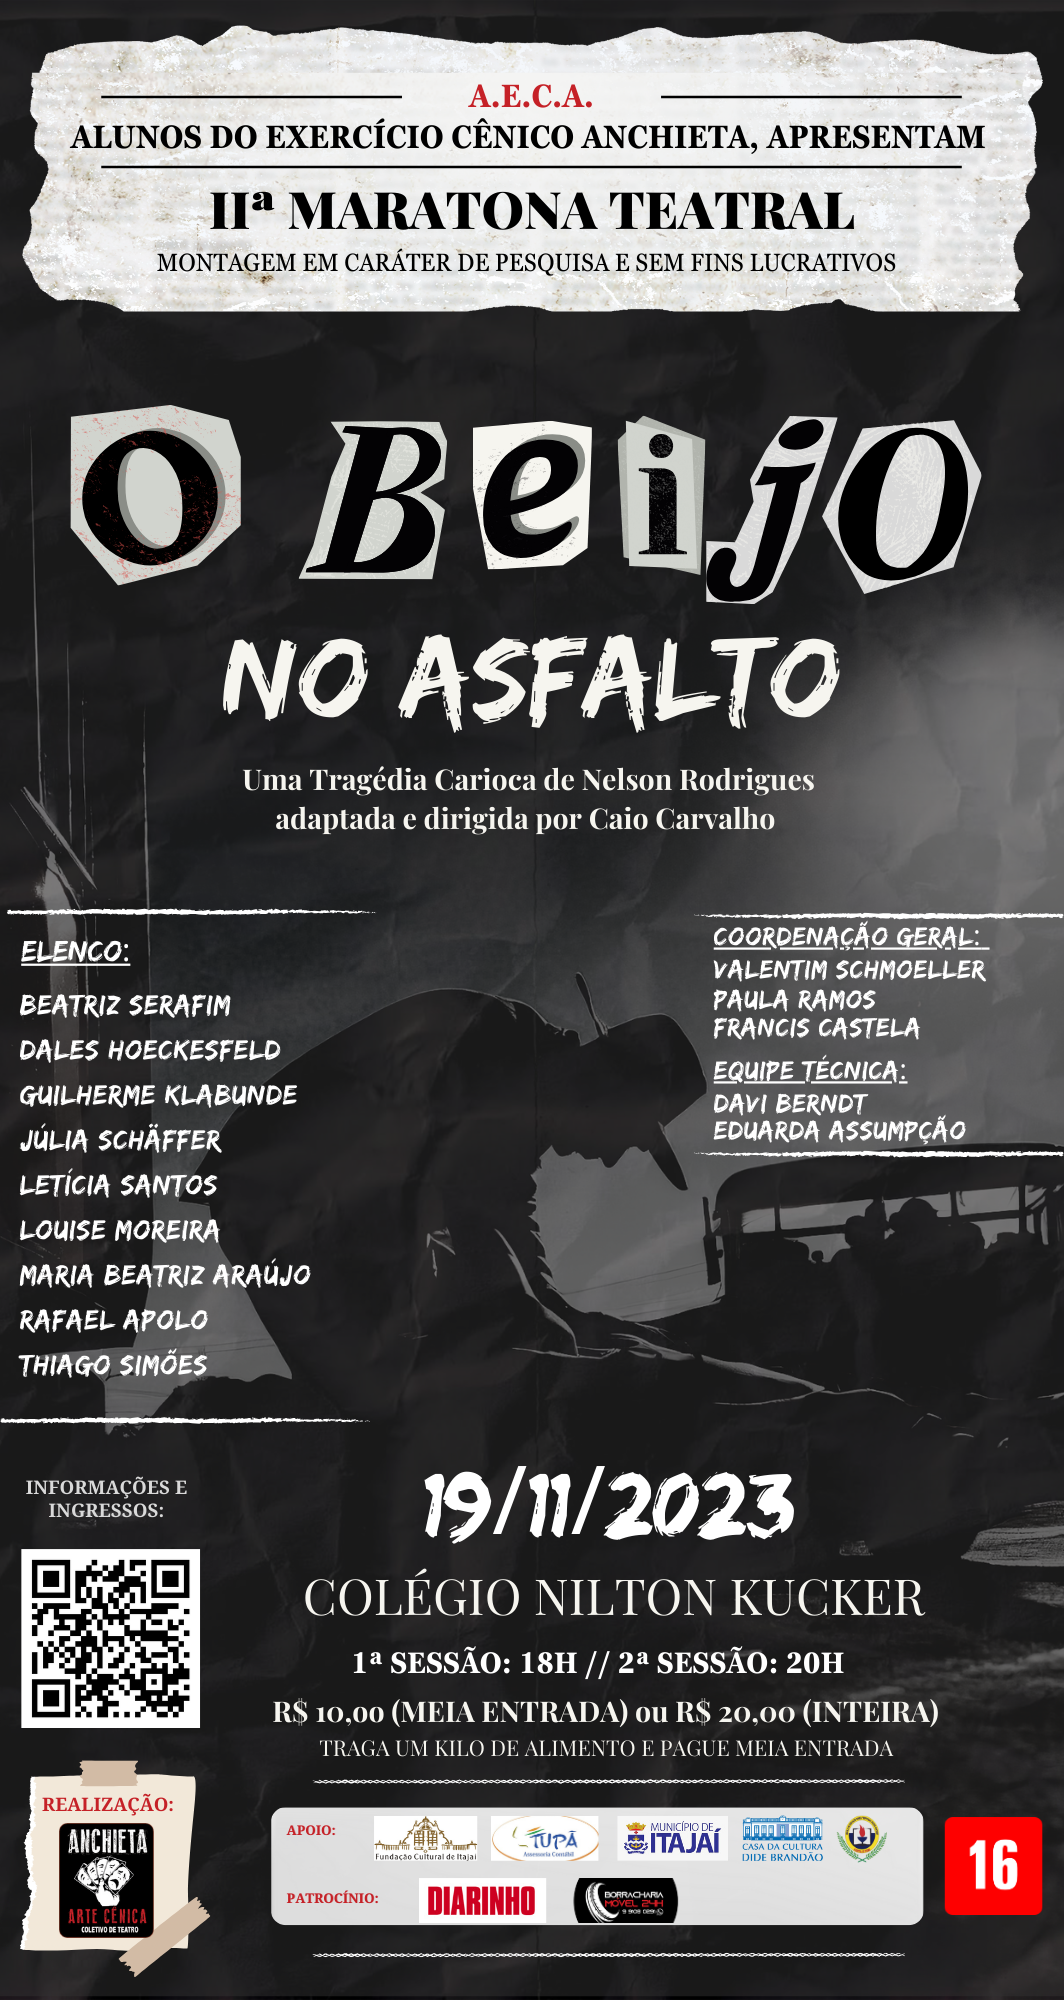 A.E.C.A.
ALUNOS DO EXERCÍCIO CÊNICO ANCHIETA, APRESENTAM
IIª MARATONA TEATRAL
MONTAGEM EM CARÁTER DE PESQUISA E SEM FINS LUCRATIVOS
O BeijO
NO ASFALTO
Uma Tragédia Carioca de Nelson Rodrigues
adaptada e dirigida por Caio Carvalho
ELENCO:
BEATRIZ SERAFIM
DALES HOECKESFELD
GUILHERME KLABUNDE
JÚLIA SCHÄFFER
LETÍCIA SANTOS
LOUISE MOREIRA
MARIA BEATRIZ ARAÚJO
RAFAEL APOLO
THIAGO SIMÕES
COORDENAÇÃO GERAL:
VALENTIM SCHMOELLER
PAULA RAMOS
FRANCIS CASTELA
EQUIPE TÉCNICA:
DAVI BERNDT
EDUARDA ASSUMPÇÃO
INFORMAÇÕES E
INGRESSOS:
19/11/2023
COLÉGIO NILTON KUCKER
1ª SESSÃO: 18H // 2ª SESSÃO: 20H
R$ 10,00 (MEIA ENTRADA) ou R$ 20,00 (INTEIRA)
TRAGA UM KILO DE ALIMENTO E PAGUE MEIA ENTRADA
REALIZAÇÃO:
ANCHIETA
ARTE CÊNICA
COLETIVO DE TEATRO
APOIO:
Fundação Cultural de Itajaí
TUPÃ
Assessoria Contábil
MUNICÍPIO DE
ITAJAÍ
CASA DA CULTURA
DIDE BRANDÃO
PATROCÍNIO:
DIARINHO
BORRACHARIA
MÓVEL 24H
16